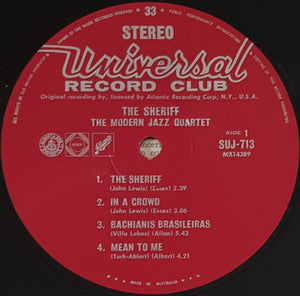 33
STEREO
Universal
RECORD CLUB
Original recording by, licensed by Atlantic Recording Corp, N.Y., U.S.A.
THE SHERIFF
THE MODERN JAZZ QUARTET
SIDE 1
SUJ-713
MX14389
1. THE SHERIFF
(John Lewis) (Essex) 2.39
2. IN A CROWD
(John Lewis) (Essex) 3.06
3. BACHIANIS BRASILEIRAS
(Villa Lobos) (Allan) 5.43
4. MEAN TO ME
(Turk-Ahlert) (Albert) 4.21
MADE IN AUSTRALIA